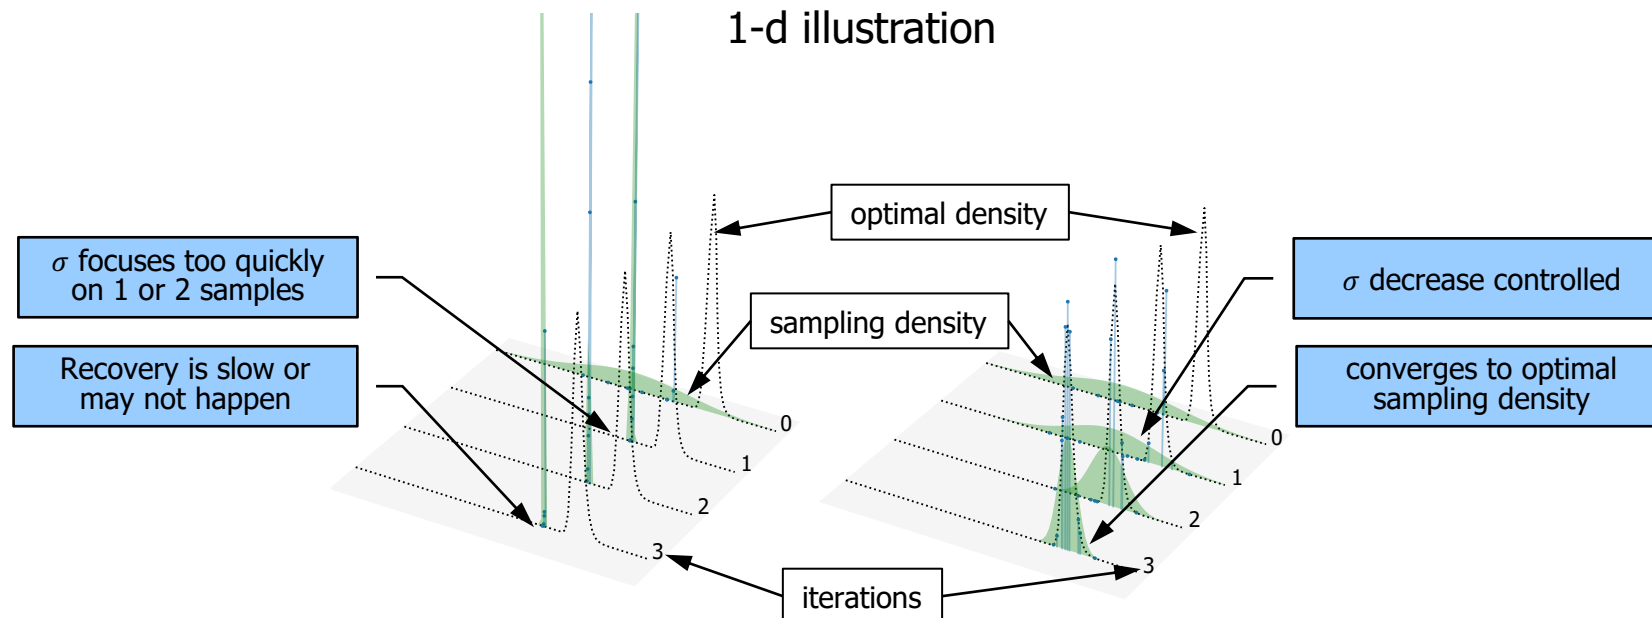 1-d illustration
optimal density
σ focuses too quickly
on 1 or 2 samples
σ decrease controlled
sampling density
Recovery is slow or
may not happen
converges to optimal
sampling density
0
1
2
3
0
1
2
3
iterations